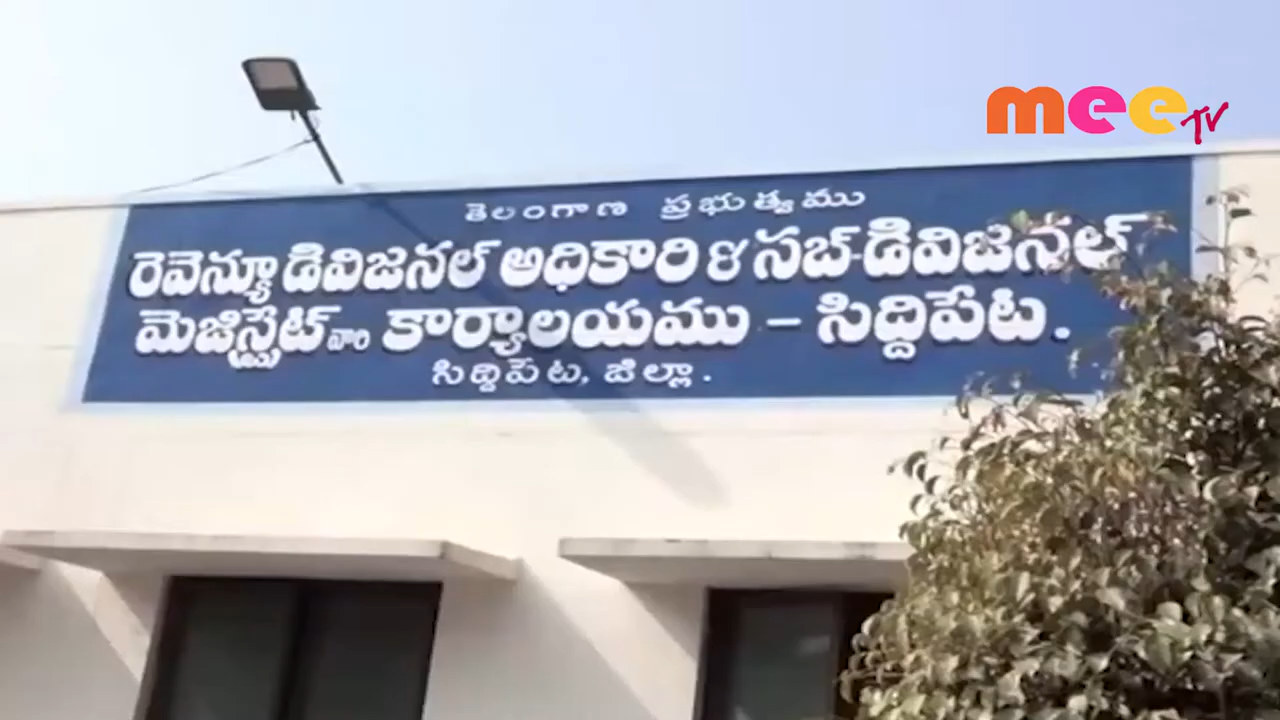 mee TV
తెలంగాణ ప్రభుత్వము
రెవెన్యూ డివిజనల్ అధికారి & సబ్-డివిజనల్
మెజిస్ట్రేట్ వారి కార్యాలయము - సిద్దిపేట.
సిద్దిపేట, జిల్లా.